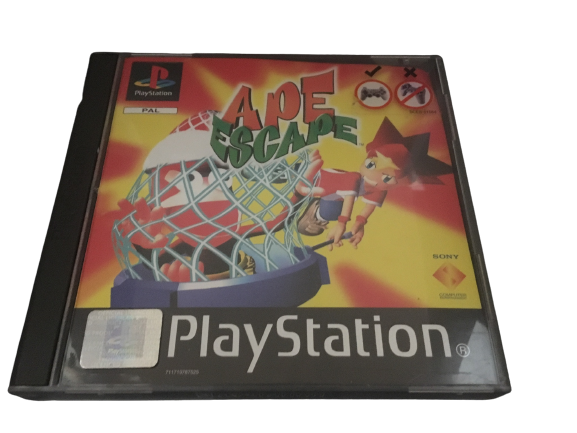 PlayStation
PAL
APE
ESCAPE
SONY
PlayStation®